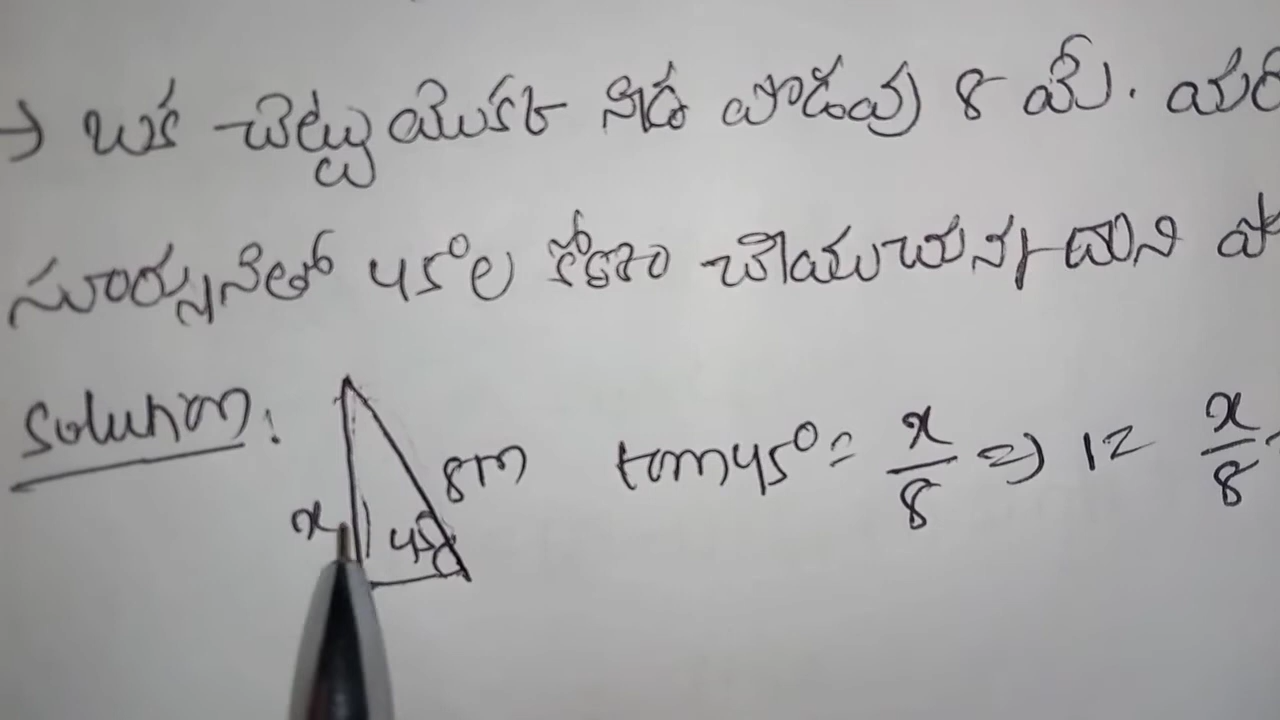 → ఒక చెట్టు యొక్క నీడ పొడవు 8 మీ.
సూర్యునితో 45°ల కోణం చేయుచున్న దాని
Solution:
8m
x
45°
tan45° = x/8 ⇒ 1 = x/8